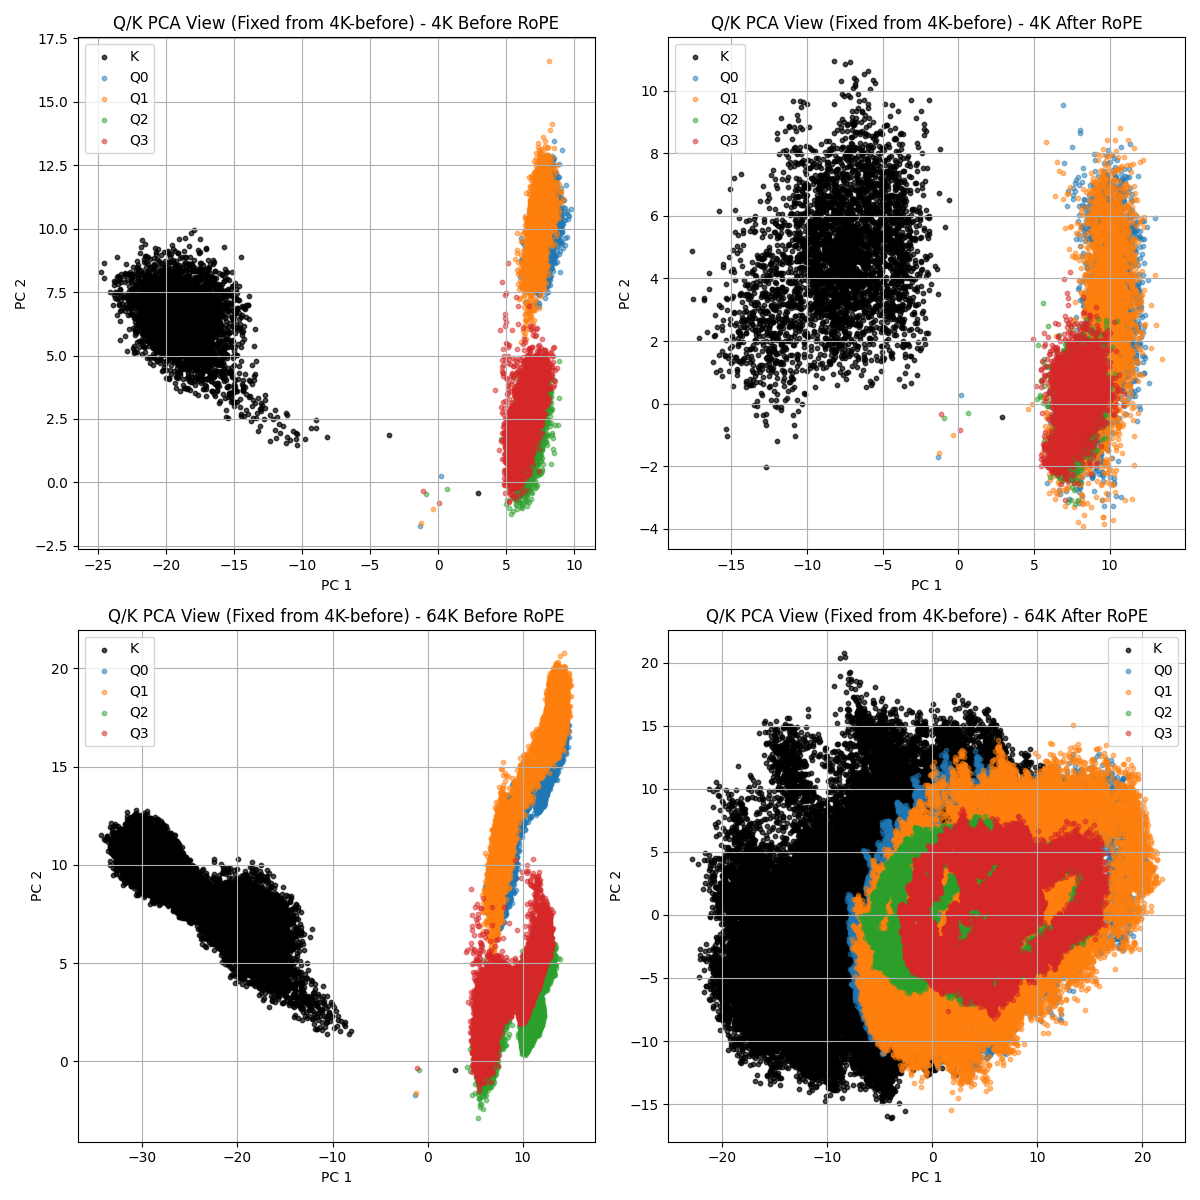 Q/K PCA View (Fixed from 4K-before) - 4K Before RoPE
17.5
15.0
12.5
10.0
7.5
5.0
2.5
0.0
−2.5
PC 2
K
Q0
Q1
Q2
Q3
−25
−20
−15
−10
−5
0
5
10
PC 1
Q/K PCA View (Fixed from 4K-before) - 4K After RoPE
10
8
6
4
2
0
−2
−4
PC 2
K
Q0
Q1
Q2
Q3
−15
−10
−5
0
5
10
PC 1
Q/K PCA View (Fixed from 4K-before) - 64K Before RoPE
20
15
10
5
0
PC 2
K
Q0
Q1
Q2
Q3
−30
−20
−10
0
10
PC 1
Q/K PCA View (Fixed from 4K-before) - 64K After RoPE
20
15
10
5
0
−5
−10
−15
PC 2
K
Q0
Q1
Q2
Q3
−20
−10
0
10
20
PC 1